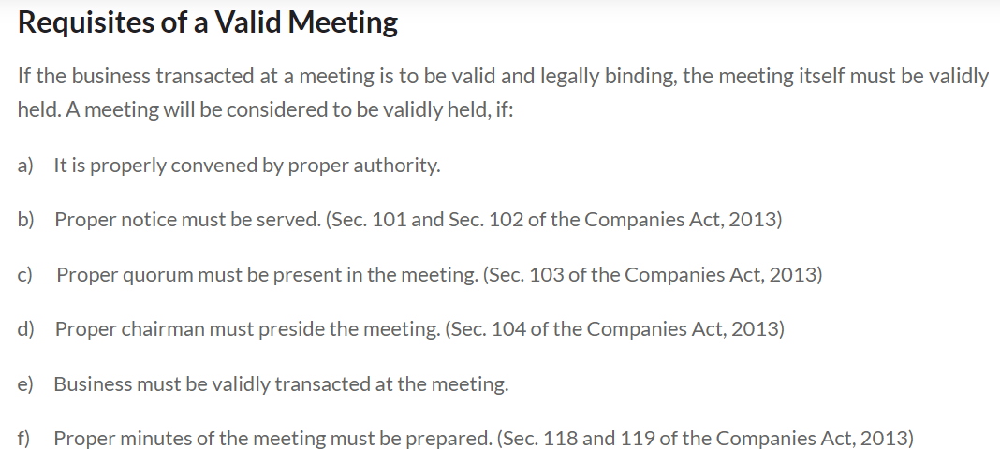 Requisites of a Valid Meeting
If the business transacted at a meeting is to be valid and legally binding, the meeting itself must be validly
held. A meeting will be considered to be validly held, if:
a) It is properly convened by proper authority.
b) Proper notice must be served. (Sec. 101 and Sec. 102 of the Companies Act, 2013)
c) Proper quorum must be present in the meeting. (Sec. 103 of the Companies Act, 2013)
d) Proper chairman must preside the meeting. (Sec. 104 of the Companies Act, 2013)
e) Business must be validly transacted at the meeting.
f) Proper minutes of the meeting must be prepared. (Sec. 118 and 119 of the Companies Act, 2013)